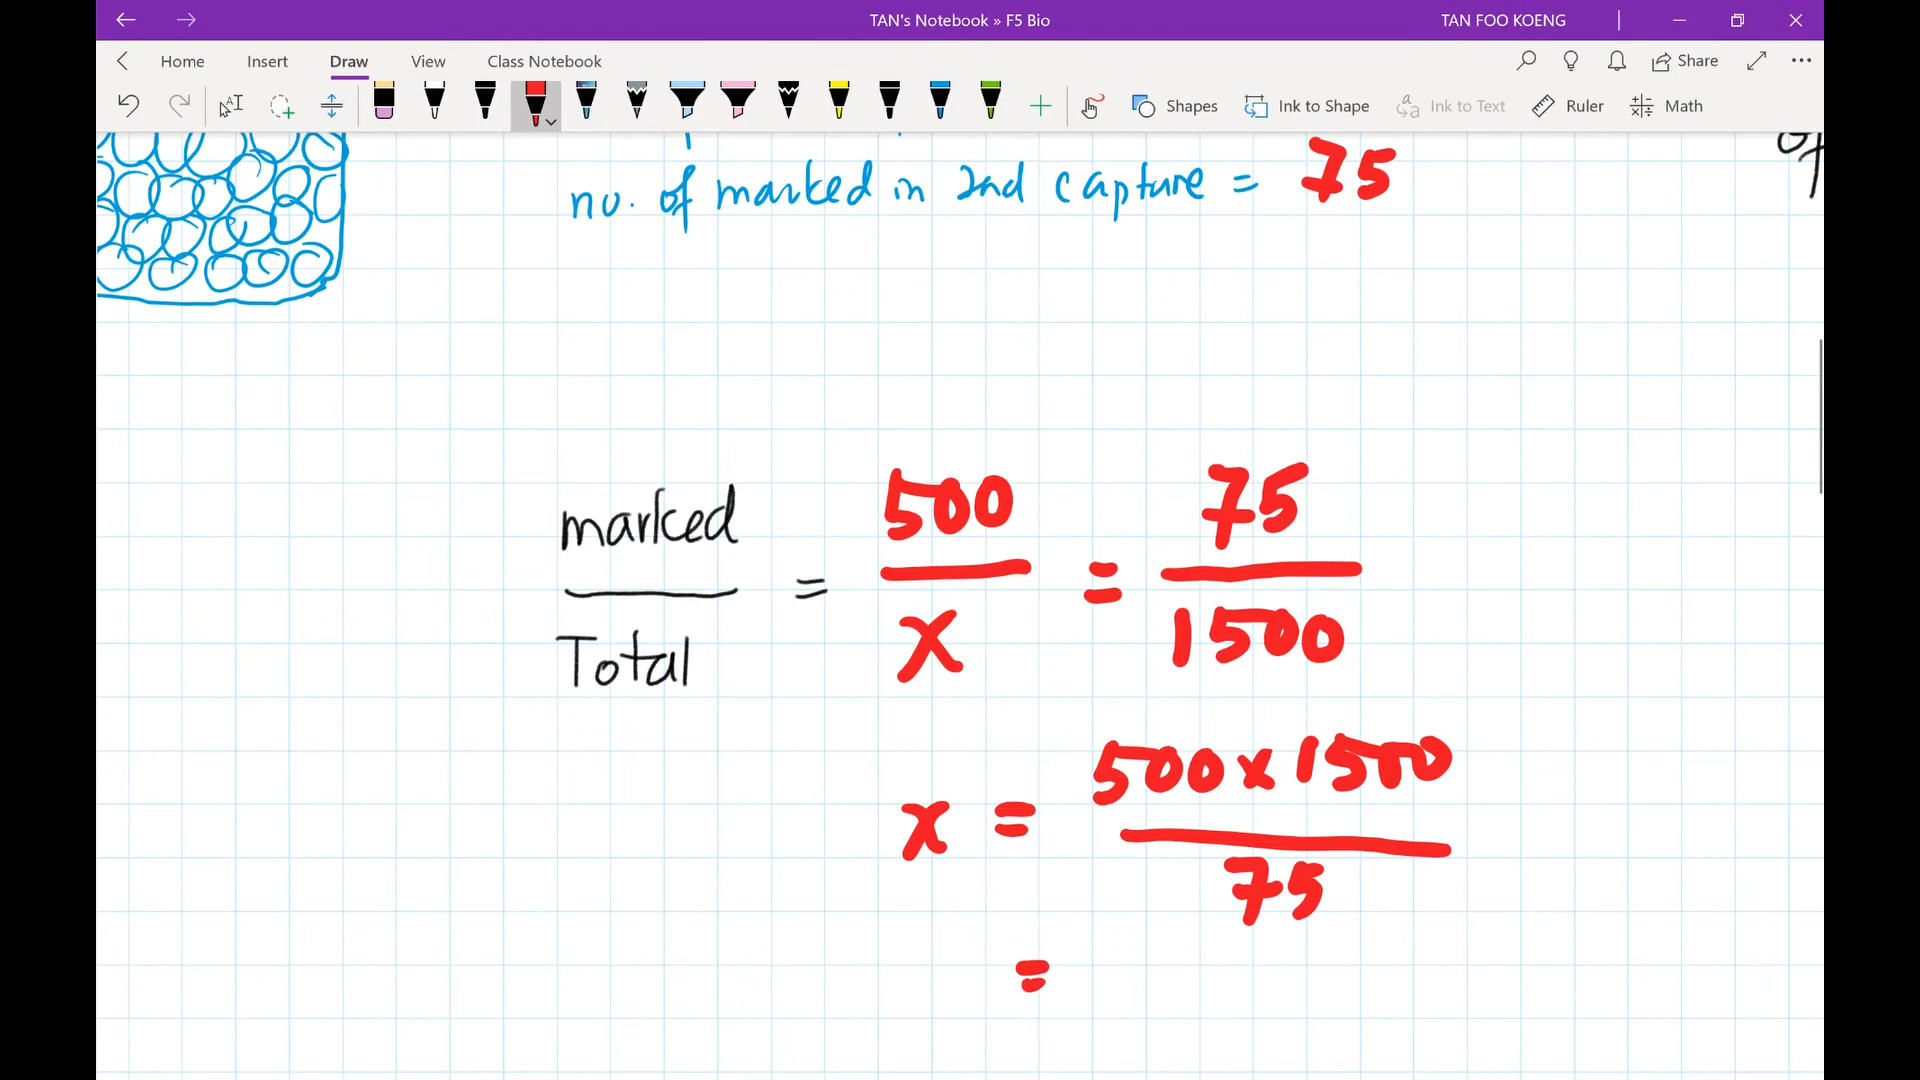 TAN's Notebook » F5 Bio
TAN FOO KOENG
Home Insert Draw View Class Notebook
Share
Shapes Ink to Shape Ink to Text Ruler Math
no. of marked in 2nd capture = 75
of
marked / Total = 500 / x = 75 / 1500
x = 500 x 1500 / 75
=